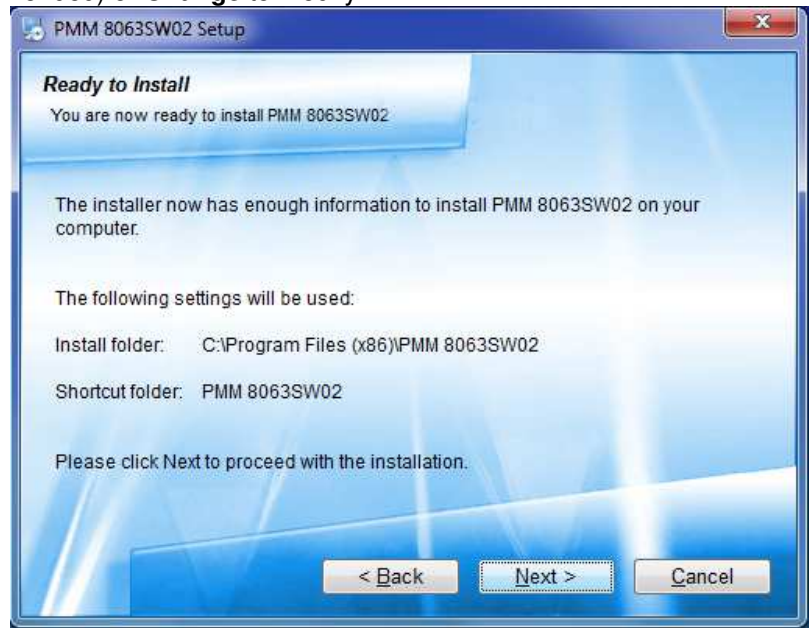 PMM 8063SW02 Setup
Ready to Install
You are now ready to install PMM 8063SW02
The installer now has enough information to install PMM 8063SW02 on your
computer.
The following settings will be used:
Install folder: C:\Program Files (x86)\PMM 8063SW02
Shortcut folder: PMM 8063SW02
Please click Next to proceed with the installation.
< Back Next > Cancel